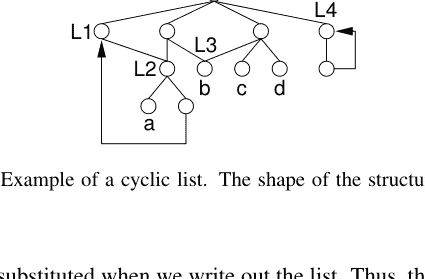 L4
L1
L3
L2
b c d
a
Example of a cyclic list. The shape of the structu
substituted when we write out the list. Thus, th